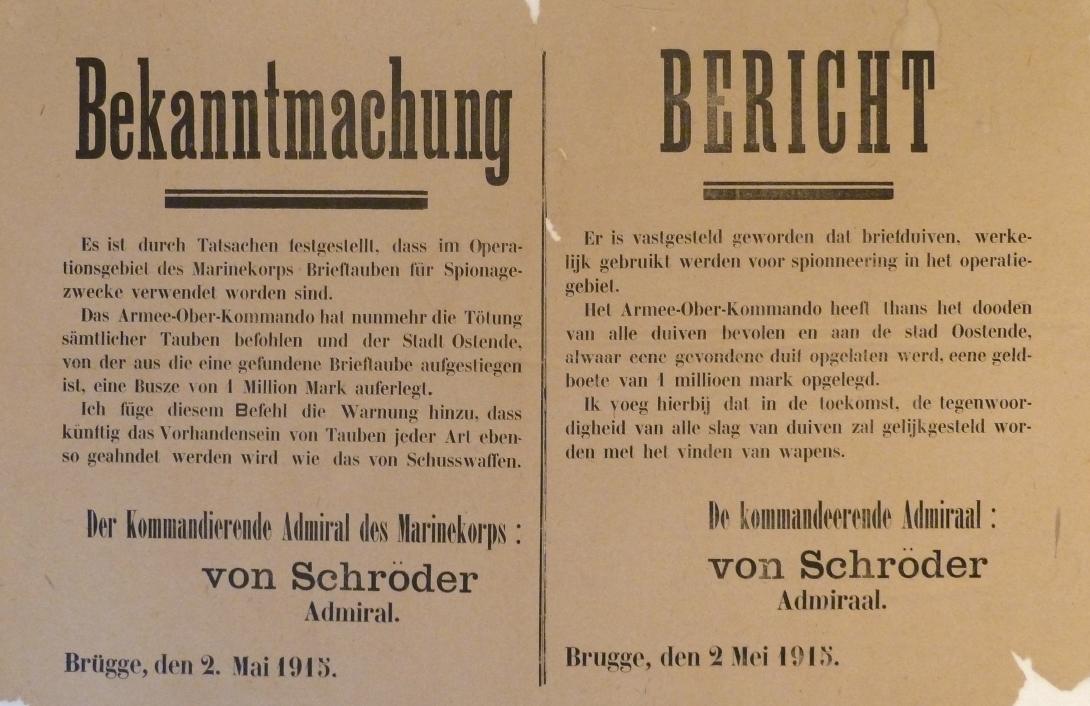 Bekanntmachung
Es ist durch Tatsachen festgestellt, dass im Opera-
tionsgebiet des Marinekorps Brieftauben für Spionage-
zwecke verwendet worden sind.
Das Armee-Ober-Kommando hat nunmehr die Tötung
sämtlicher Tauben befohlen und der Stadt Ostende,
von der aus die eine gefundene Brieftaube aufgestiegen
ist, eine Busze von 1 Million Mark auferlegt.
Ich füge diesem Befehl die Warnung hinzu, dass
künftig das Vorhandensein von Tauben jeder Art eben-
so geahndet werden wird wie das von Schusswaffen.
Der Kommandierende Admiral des Marinekorps :
von Schröder
Admiral.
Brügge, den 2. Mai 1915.
BERICHT
Er is vastgesteld geworden dat briefduiven, werke-
lijk gebruikt werden voor spionneering in het operatie-
gebiet.
Het Armee-Ober-Kommando heeft thans het dooden
van alle duiven bevolen en aan de stad Oostende,
alwaar eene gevondene duif opgelaten werd, eene geld-
boete van 1 millioen mark opgelegd.
Ik voeg hierbij dat in de toekomst, de tegenwoor-
digheid van alle slag van duiven zal gelijkgesteld wor-
den met het vinden van wapens.
De kommandeerende Admiraal :
von Schröder
Admiraal.
Brugge, den 2 Mei 1915.